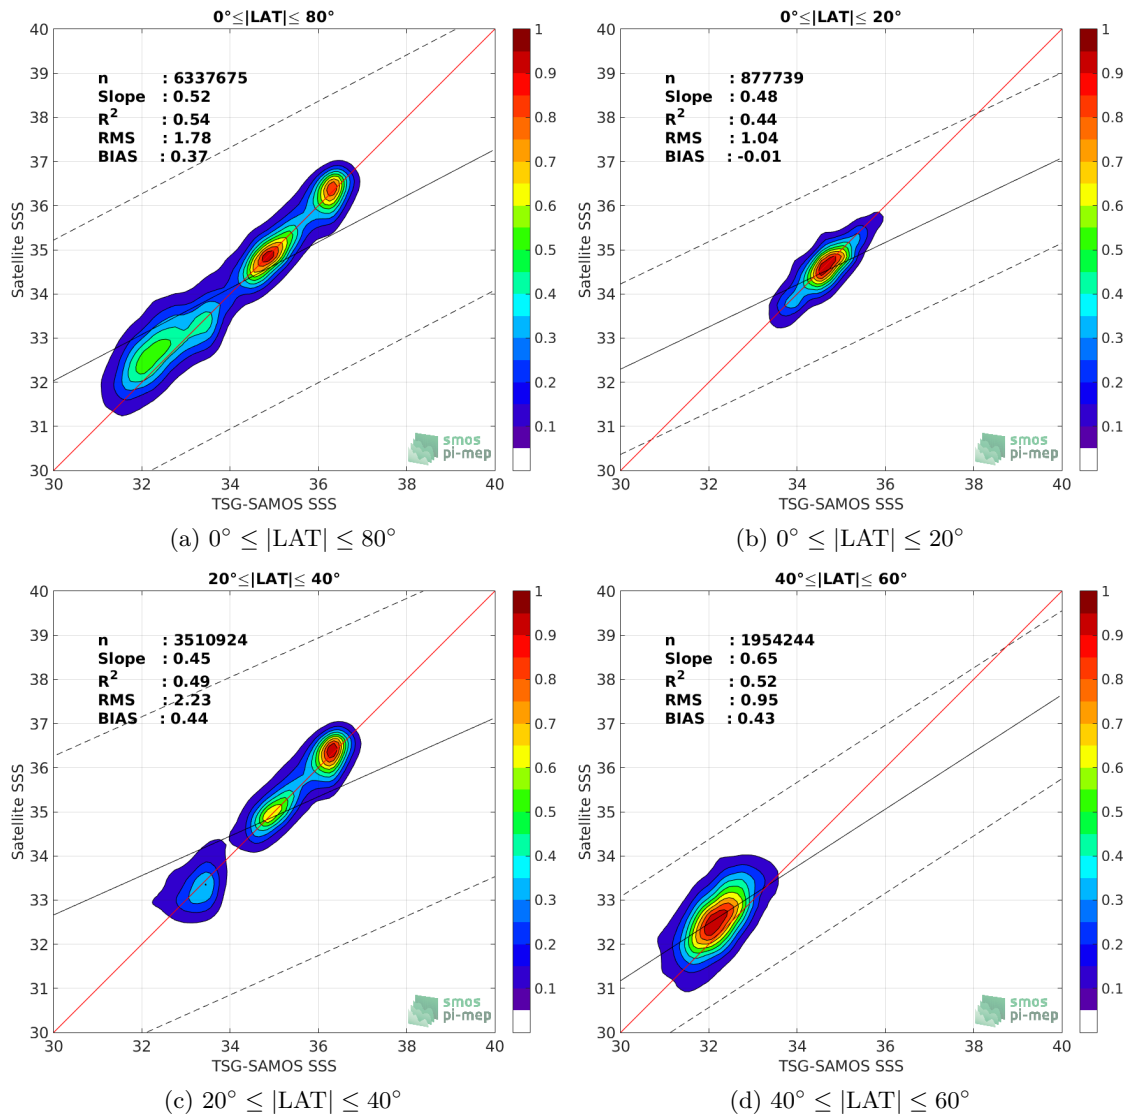 0°≤|LAT|≤ 80°
40
39
38
37
36
35
34
33
32
31
30
Satellite SSS
n : 6337675
Slope : 0.52
R2 : 0.54
RMS : 1.78
BIAS : 0.37
smos
pi-mep
30 32 34 36 38 40
TSG-SAMOS SSS
1
0.9
0.8
0.7
0.6
0.5
0.4
0.3
0.2
0.1
(a) 0° ≤ |LAT| ≤ 80°
0°≤|LAT|≤ 20°
40
39
38
37
36
35
34
33
32
31
30
Satellite SSS
n : 877739
Slope : 0.48
R2 : 0.44
RMS : 1.04
BIAS : -0.01
smos
pi-mep
30 32 34 36 38 40
TSG-SAMOS SSS
1
0.9
0.8
0.7
0.6
0.5
0.4
0.3
0.2
0.1
(b) 0° ≤ |LAT| ≤ 20°
20°≤|LAT|≤ 40°
40
39
38
37
36
35
34
33
32
31
30
Satellite SSS
n : 3510924
Slope : 0.45
R2 : 0.49
RMS : 2.23
BIAS : 0.44
smos
pi-mep
30 32 34 36 38 40
TSG-SAMOS SSS
1
0.9
0.8
0.7
0.6
0.5
0.4
0.3
0.2
0.1
(c) 20° ≤ |LAT| ≤ 40°
40°≤|LAT|≤ 60°
40
39
38
37
36
35
34
33
32
31
30
Satellite SSS
n : 1954244
Slope : 0.65
R2 : 0.52
RMS : 0.95
BIAS : 0.43
smos
pi-mep
30 32 34 36 38 40
TSG-SAMOS SSS
1
0.9
0.8
0.7
0.6
0.5
0.4
0.3
0.2
0.1
(d) 40° ≤ |LAT| ≤ 60°